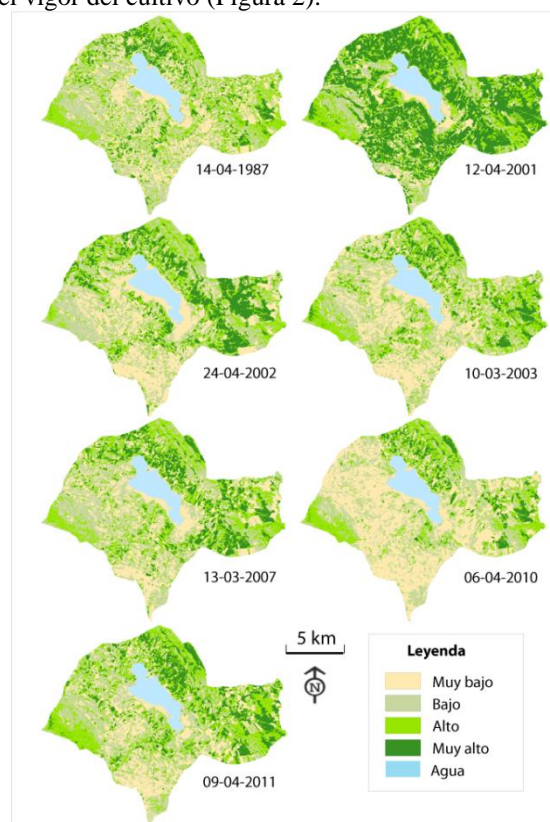 el vigor del cultivo (Figura 2).
14-04-1987
12-04-2001
24-04-2002
10-03-2003
13-03-2007
06-04-2010
5 km
N
Leyenda
Muy bajo
Bajo
Alto
Muy alto
Agua
09-04-2011